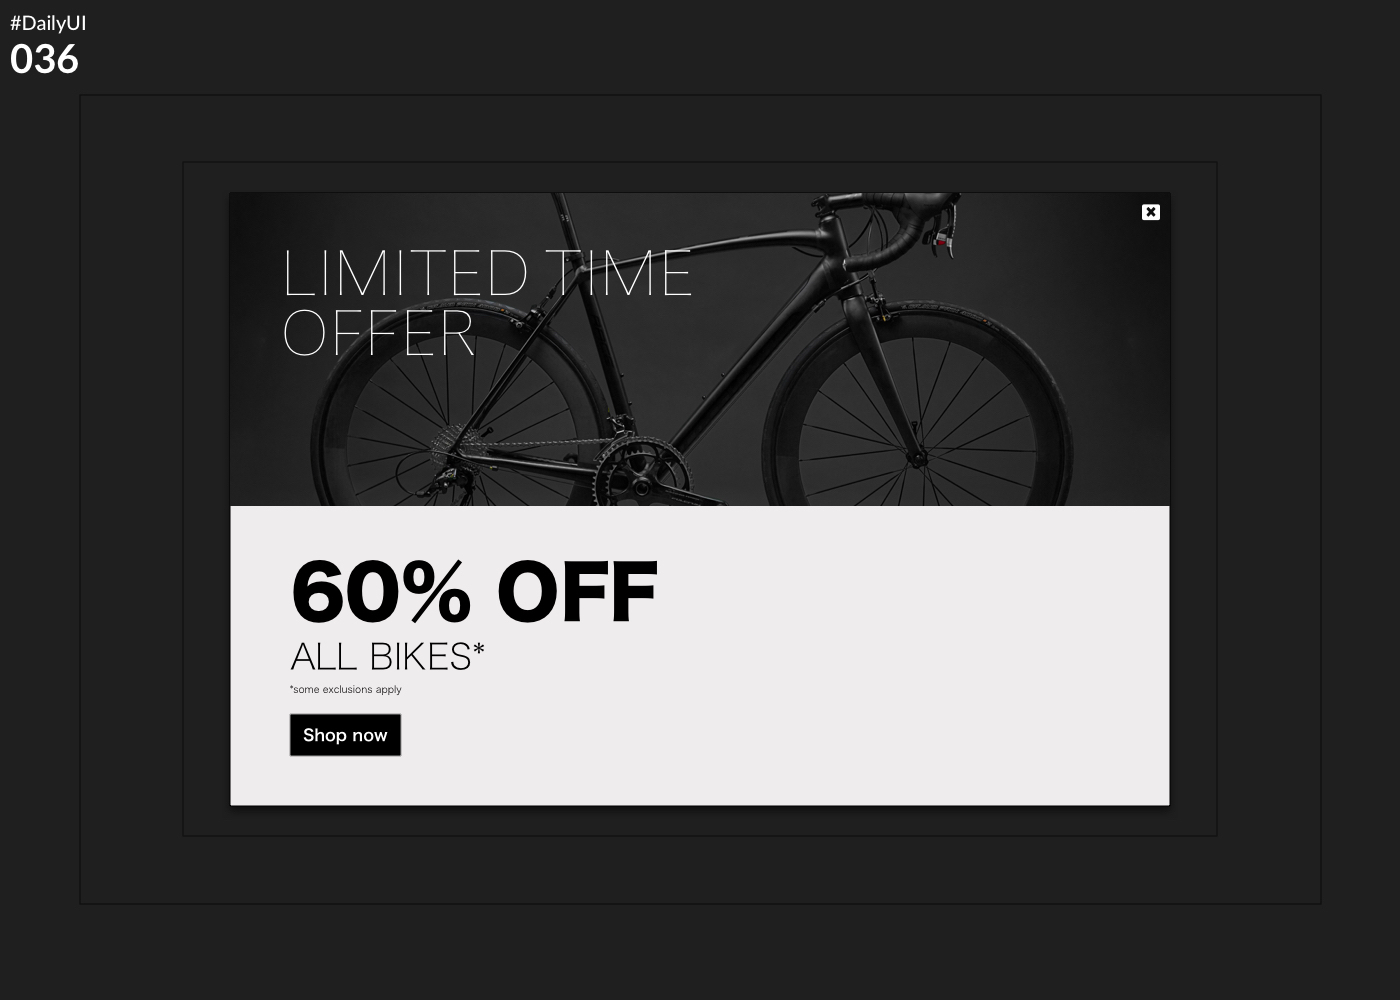 #DailyUI
036
LIMITED TIME
OFFER
60% OFF
ALL BIKES*
*some exclusions apply
Shop now